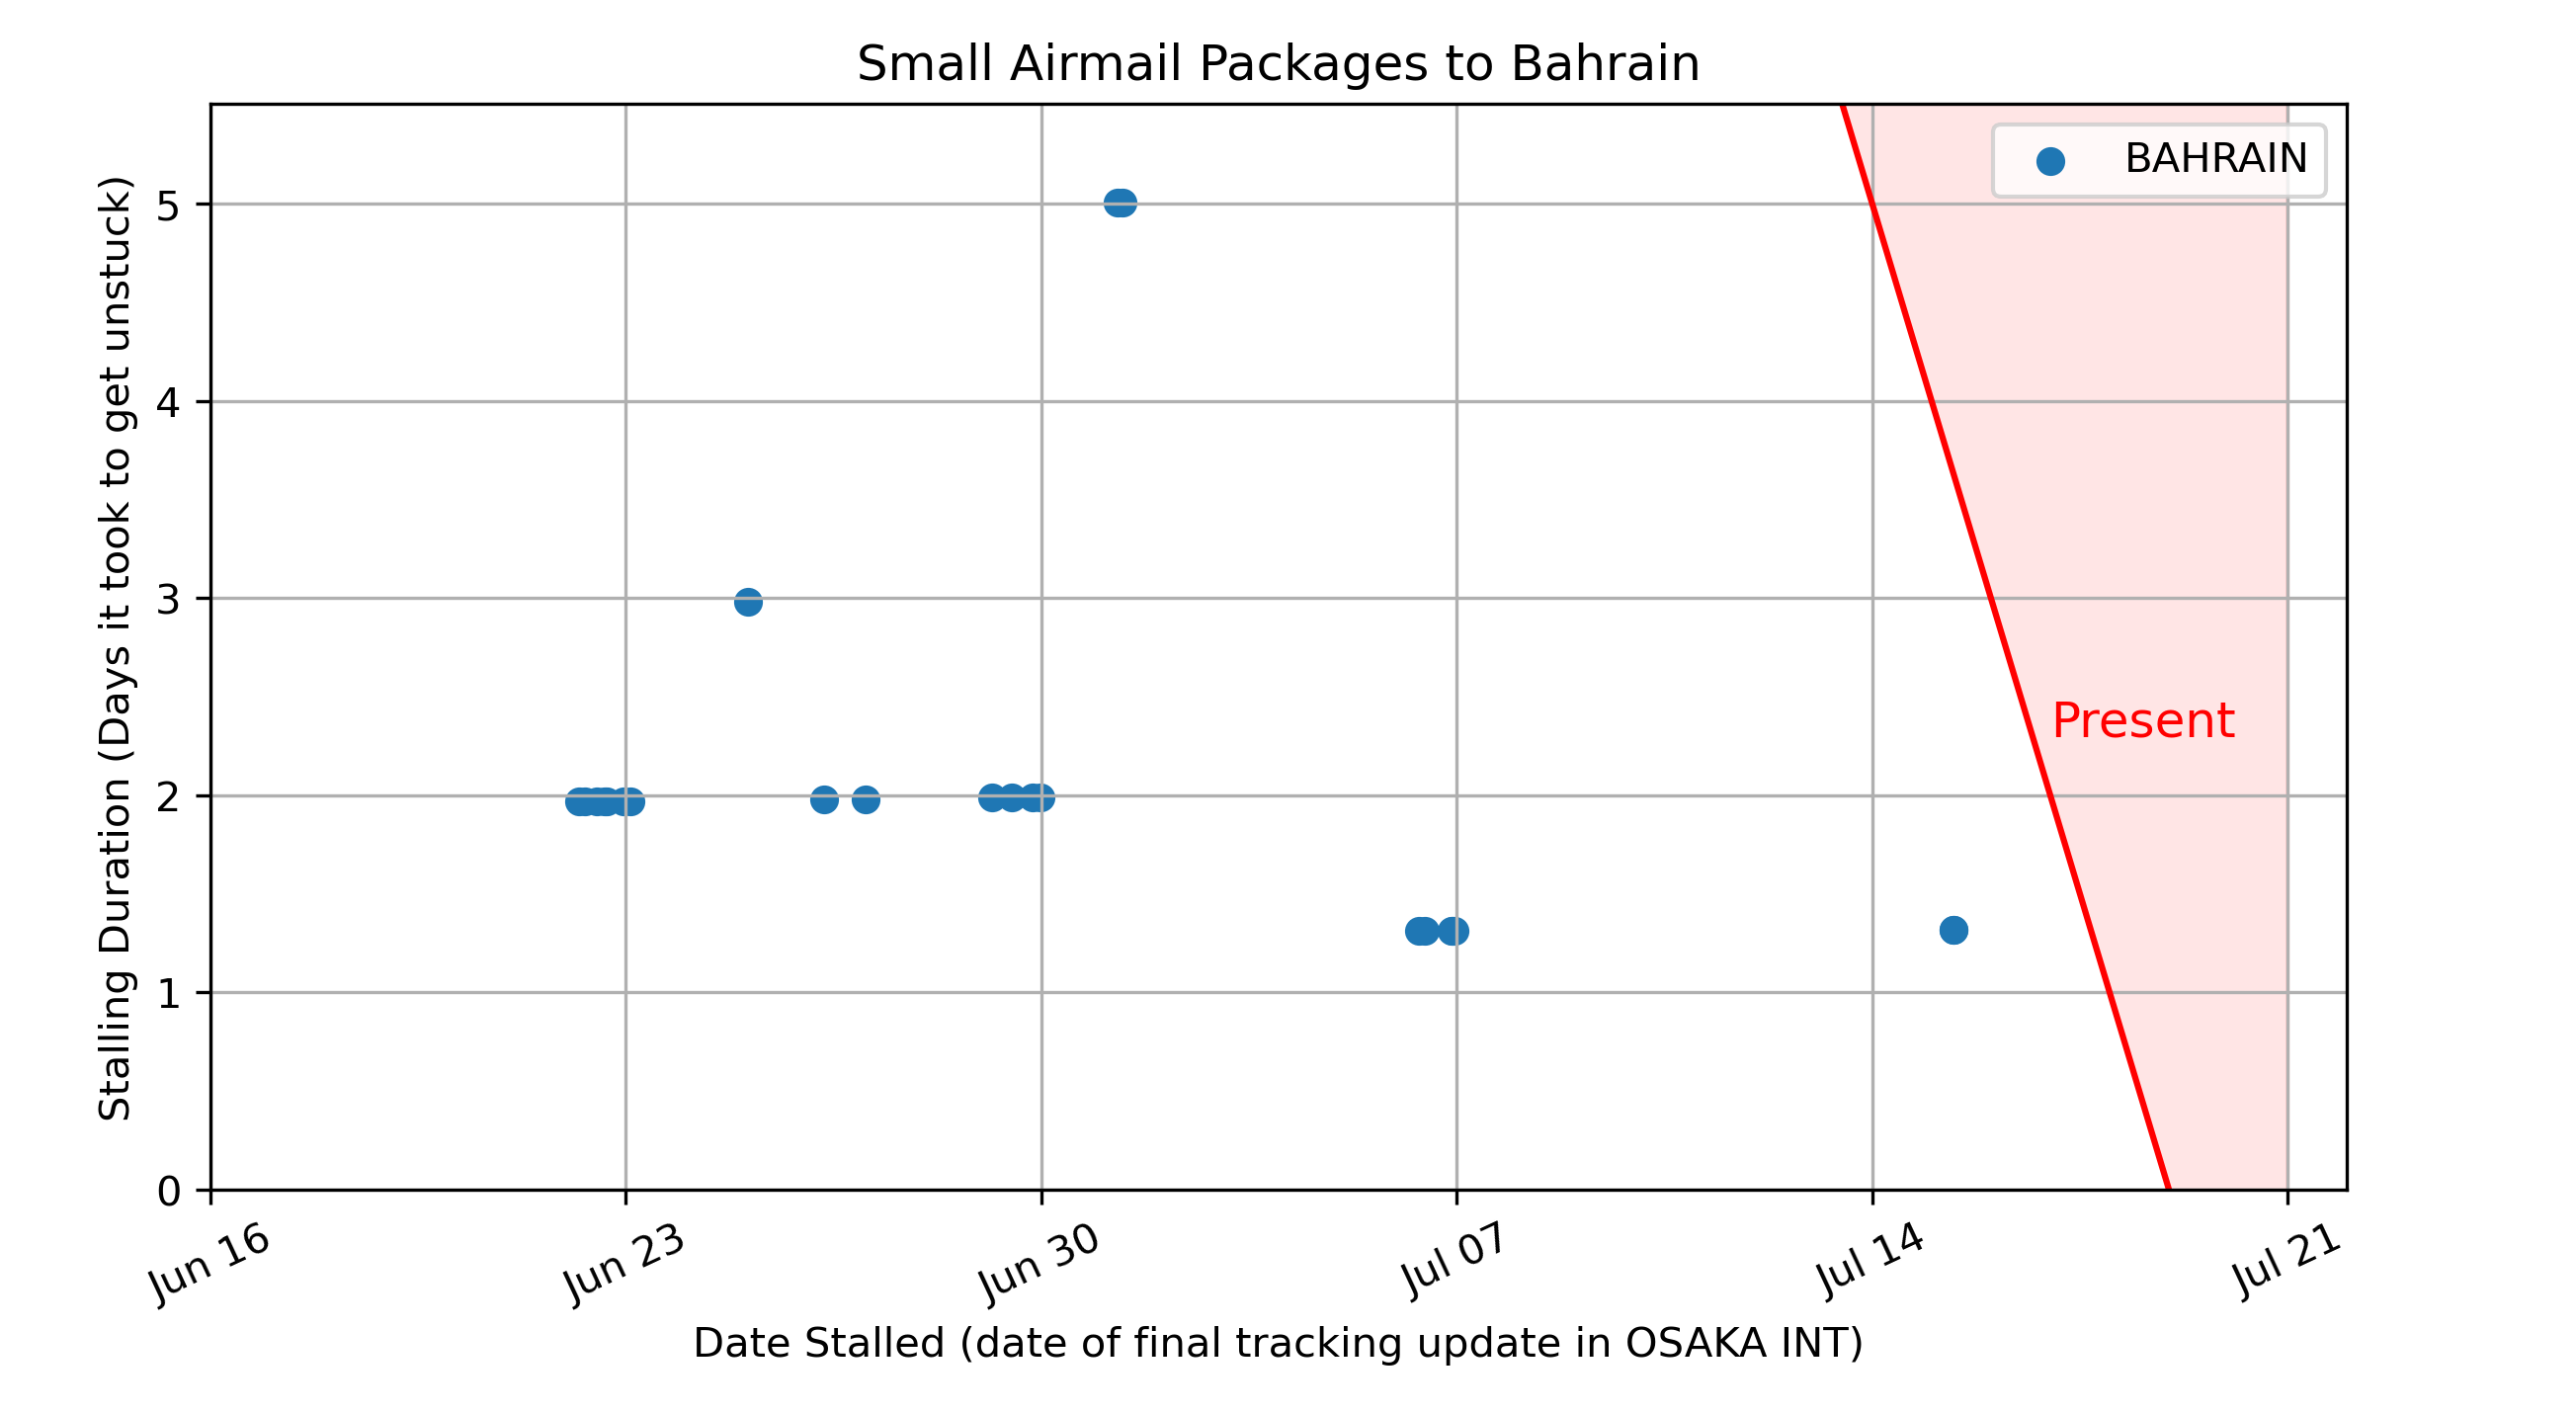 Small Airmail Packages to Bahrain
BAHRAIN
Stalling Duration (Days it took to get unstuck)
5
4
3
2
1
0
Present
Jun 16
Jun 23
Jun 30
Jul 07
Jul 14
Jul 21
Date Stalled (date of final tracking update in OSAKA INT)